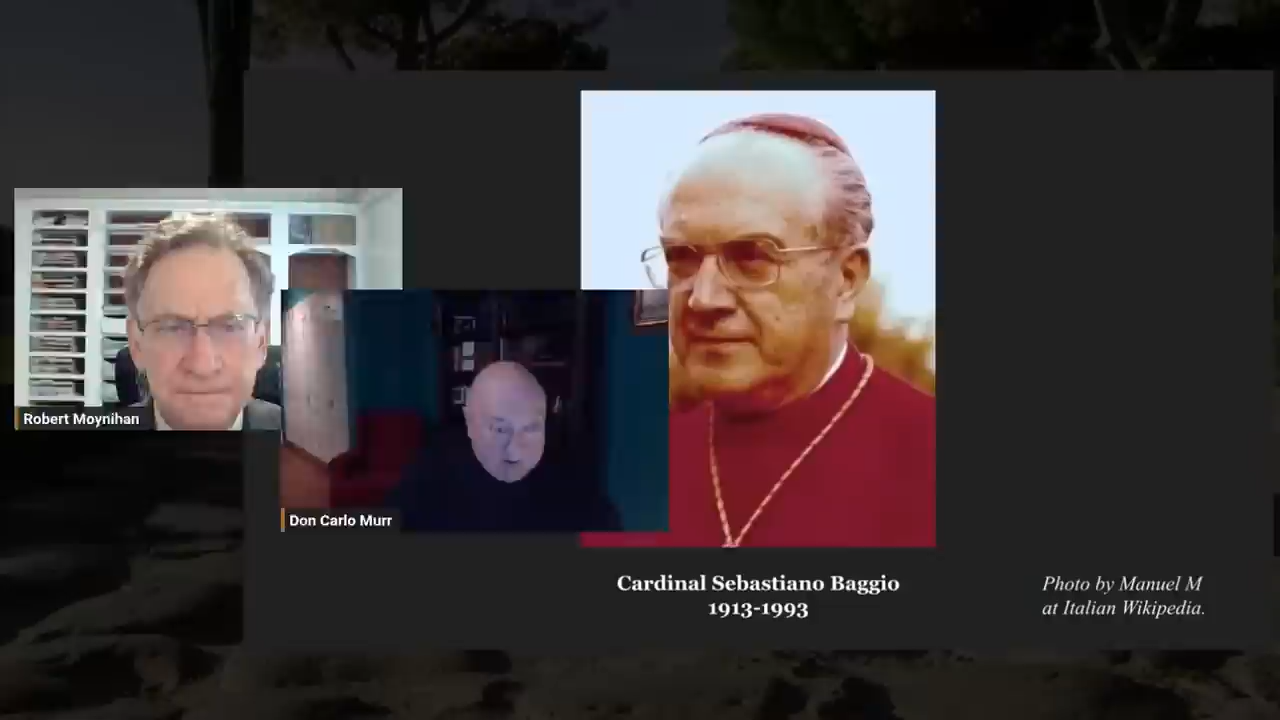 Robert Moynihan
Don Carlo Murr
Cardinal Sebastiano Baggio
1913-1993
Photo by Manuel M
at Italian Wikipedia.